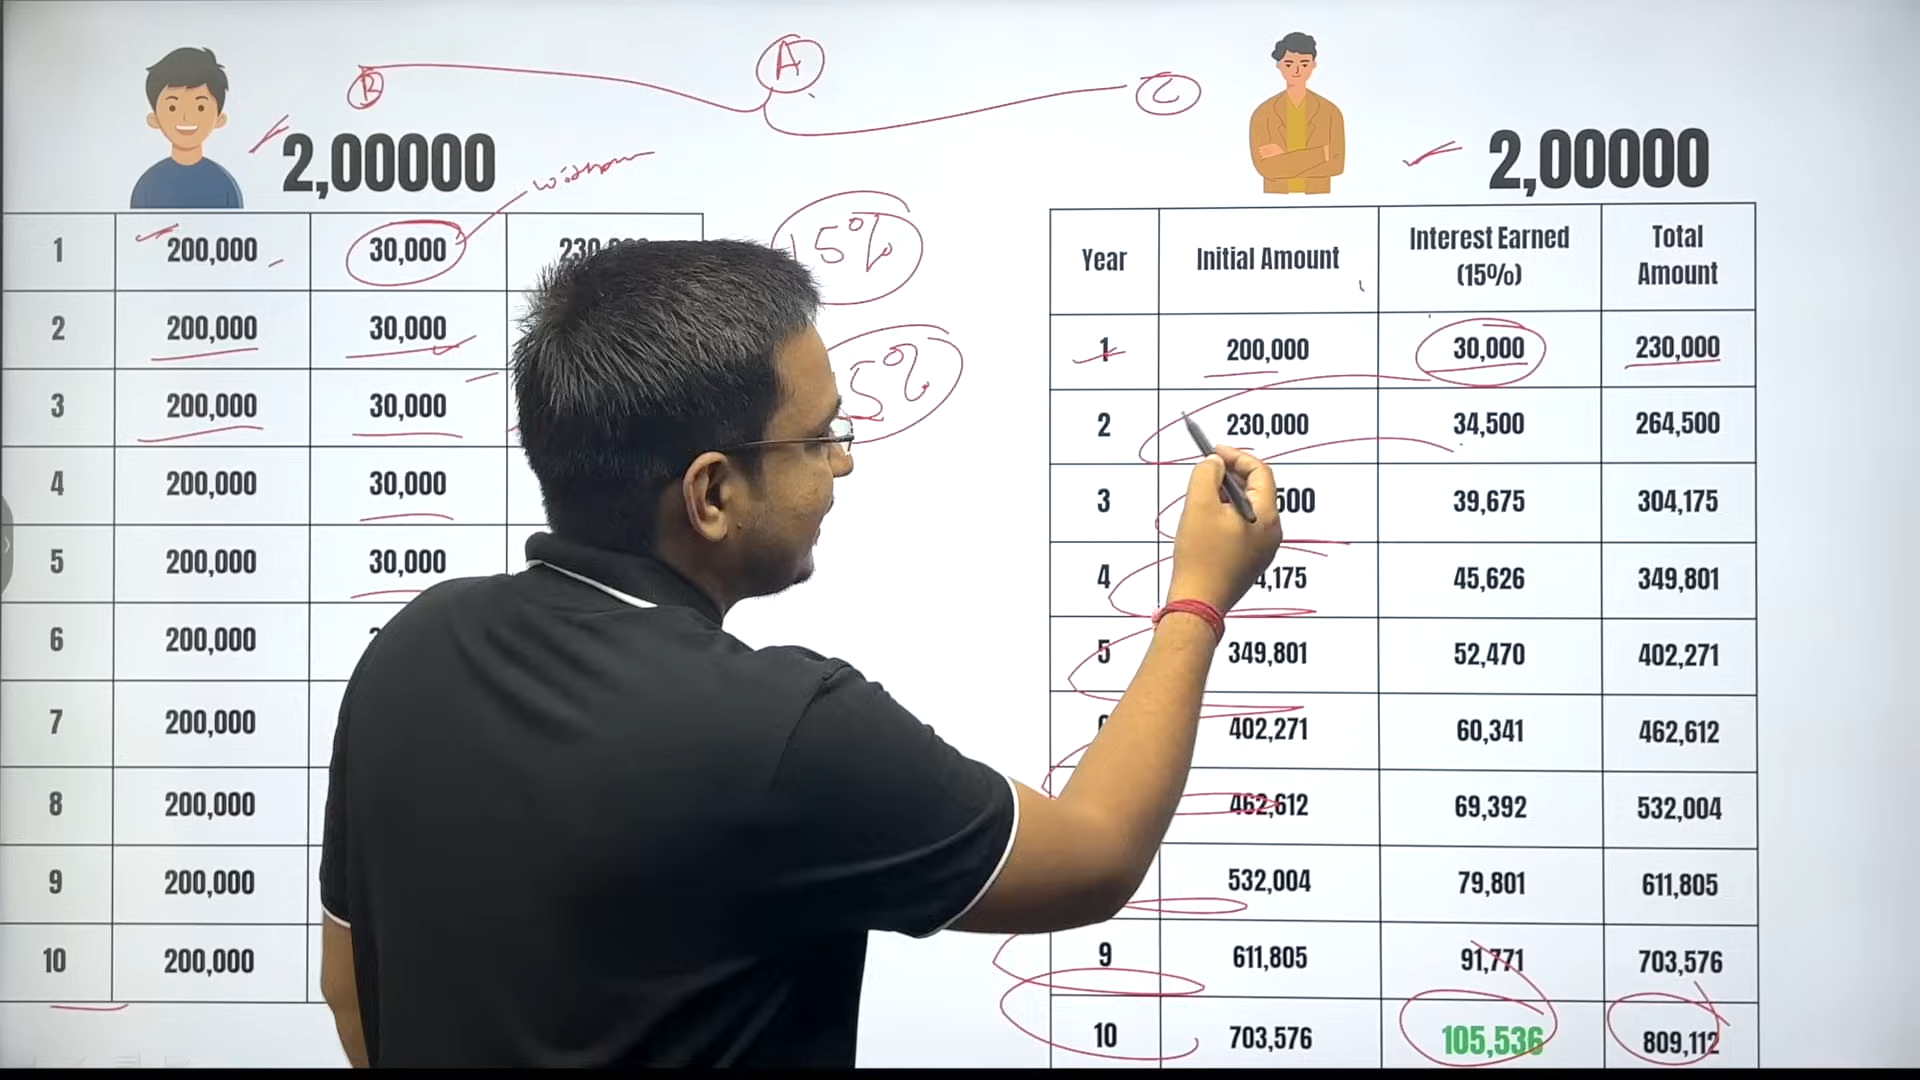 A
B
C
2,00000
2,00000
15%
5%
1 200,000 30,000
2 200,000 30,000
3 200,000 30,000
4 200,000 30,000
5 200,000 30,000
6 200,000
7 200,000
8 200,000
9 200,000
10 200,000
Year Initial Amount Interest Earned (15%) Total Amount
1 200,000 30,000 230,000
2 230,000 34,500 264,500
3 39,675 304,175
4 45,626 349,801
5 349,801 52,470 402,271
402,271 60,341 462,612
462,612 69,392 532,004
532,004 79,801 611,805
9 611,805 91,771 703,576
10 703,576 105,536 809,112